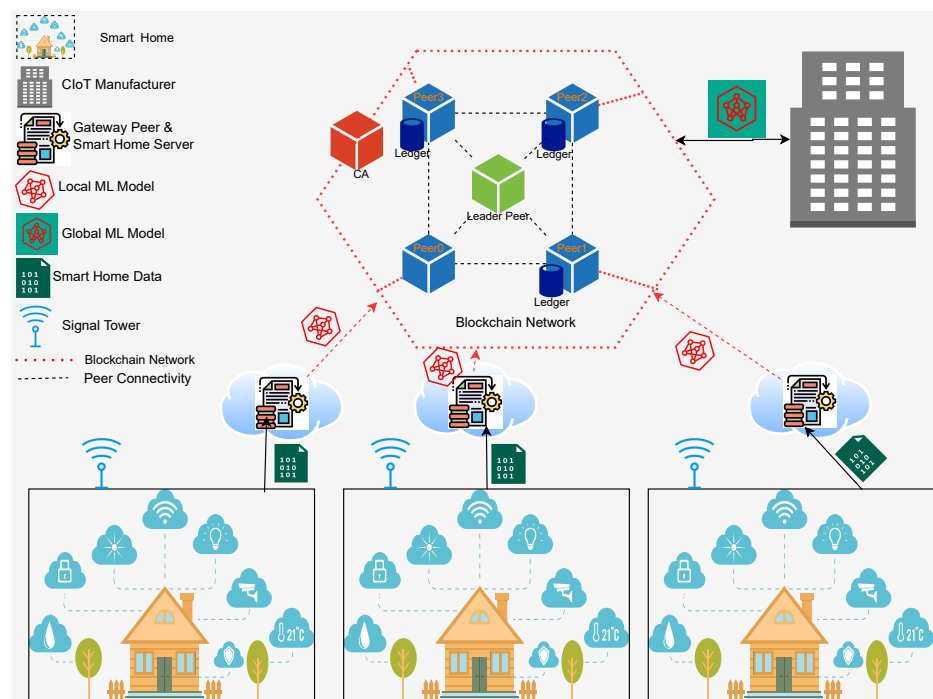 Smart Home
CIoT Manufacturer
Gateway Peer &
Smart Home Server
Local ML Model
Global ML Model
101
010
101
Smart Home Data
Signal Tower
Blockchain Network
Peer Connectivity
Peer3
Ledger
Peer2
Ledger
CA
Leader Peer
Peer0
Peer1
Ledger
Blockchain Network
101
010
101
101
010
101
101
010
101
21°C
21°C
21°C